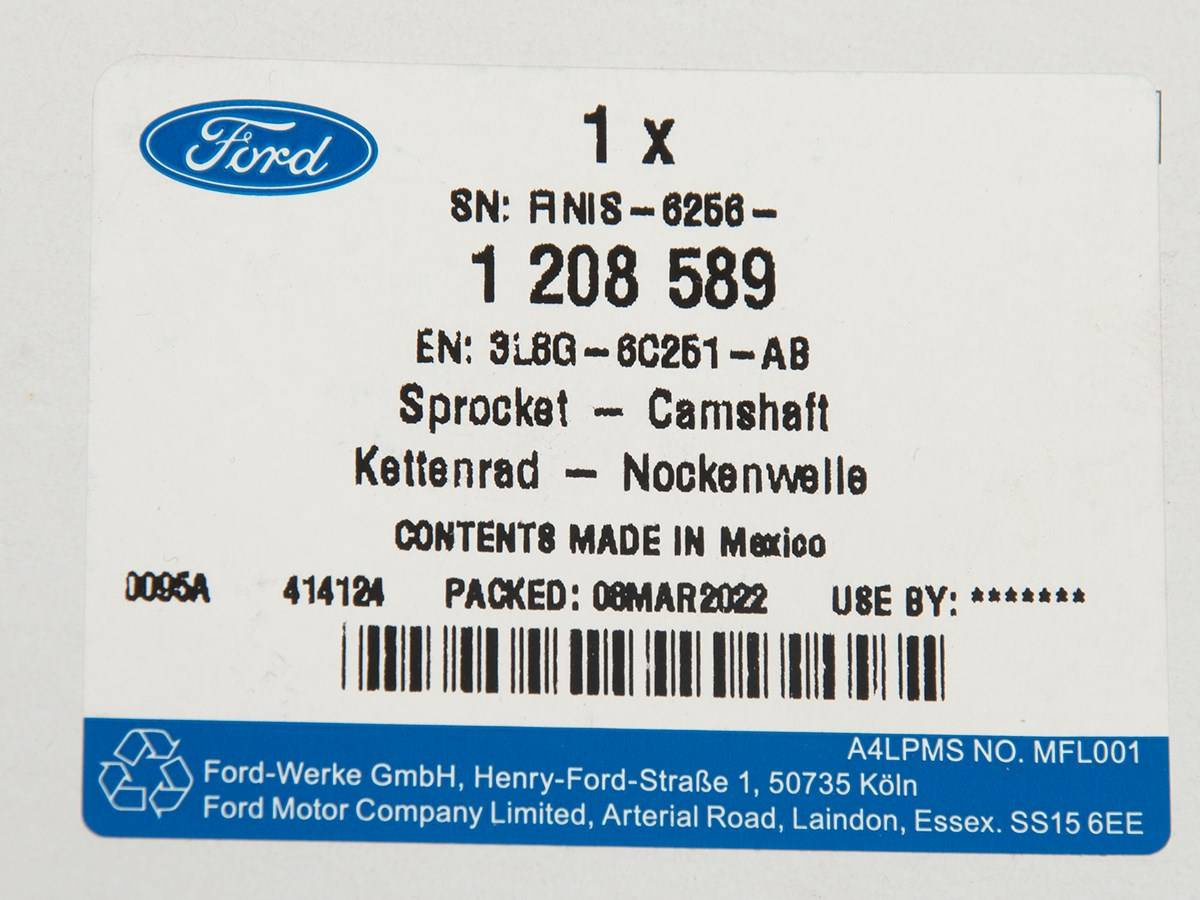 Ford
1 x
SN: FINIS-6256-
1 208 589
EN: 3L8G-6C251-AB
Sprocket - Camshaft
Kettenrad - Nockenwelle
CONTENTS MADE IN Mexico
0095A 414124 PACKED: 08MAR2022 USE BY: *******
A4LPMS NO. MFL001
Ford-Werke GmbH, Henry-Ford-Straße 1, 50735 Köln
Ford Motor Company Limited, Arterial Road, Laindon, Essex. SS15 6EE